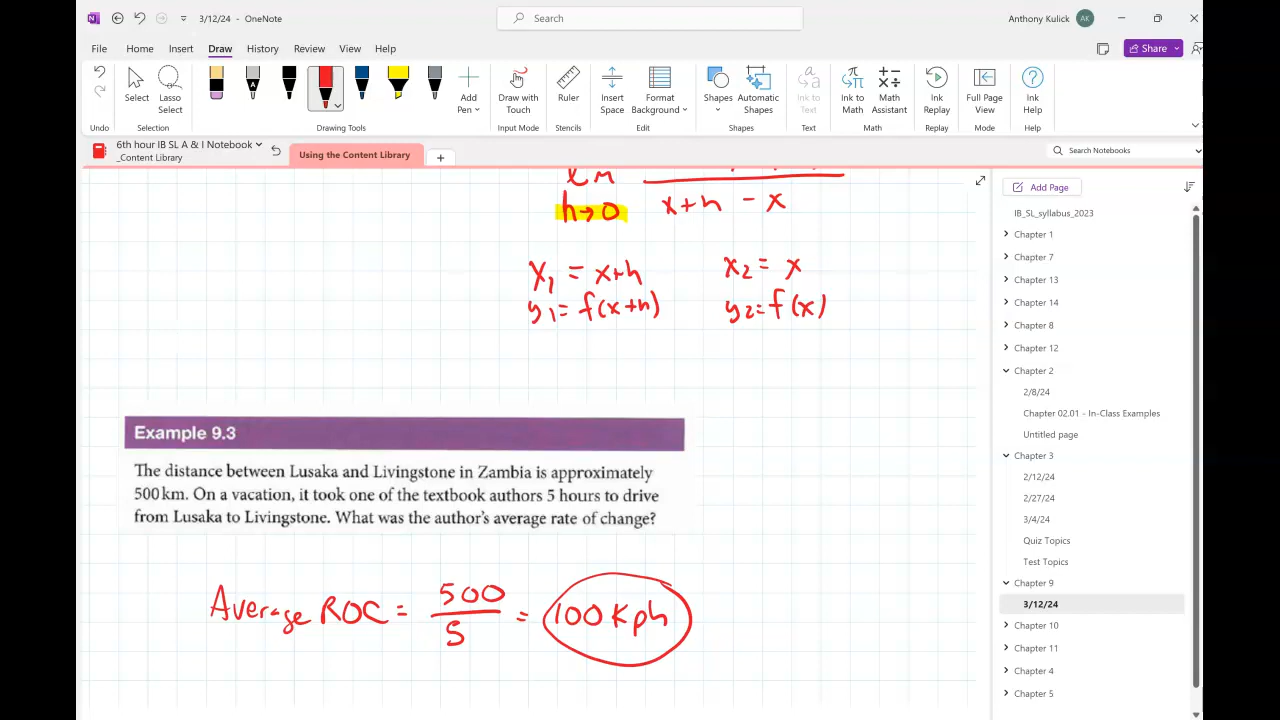 3/12/24 - OneNote
Search
Anthony Kulick
AK
File Home Insert Draw History Review View Help
Share
Undo
Select
Lasso Select
Add Pen
Draw with Touch
Ruler
Insert Space
Format Background
Shapes
Automatic Shapes
Ink to Text
Ink to Math
Math Assistant
Ink Replay
Full Page View
Ink Help
Undo Selection Drawing Tools Input Mode Stencils Edit Shapes Text Math Replay Mode Help
6th hour IB SL A & I Notebook
_Content Library
Using the Content Library
+
Search Notebooks
Add Page
IB_SL_syllabus_2023
Chapter 1
Chapter 7
Chapter 13
Chapter 14
Chapter 8
Chapter 12
Chapter 2
2/8/24
Chapter 02.01 - In-Class Examples
Untitled page
Chapter 3
2/12/24
2/27/24
3/4/24
Quiz Topics
Test Topics
Chapter 9
3/12/24
Chapter 10
Chapter 11
Chapter 4
Chapter 5
h→0 x+h - x
x₁ = x+h x₂ = x
y₁ = f(x+h) y₂ = f(x)
Example 9.3
The distance between Lusaka and Livingstone in Zambia is approximately
500 km. On a vacation, it took one of the textbook authors 5 hours to drive
from Lusaka to Livingstone. What was the author's average rate of change?
Average ROC = 500/5 = 100 Kph